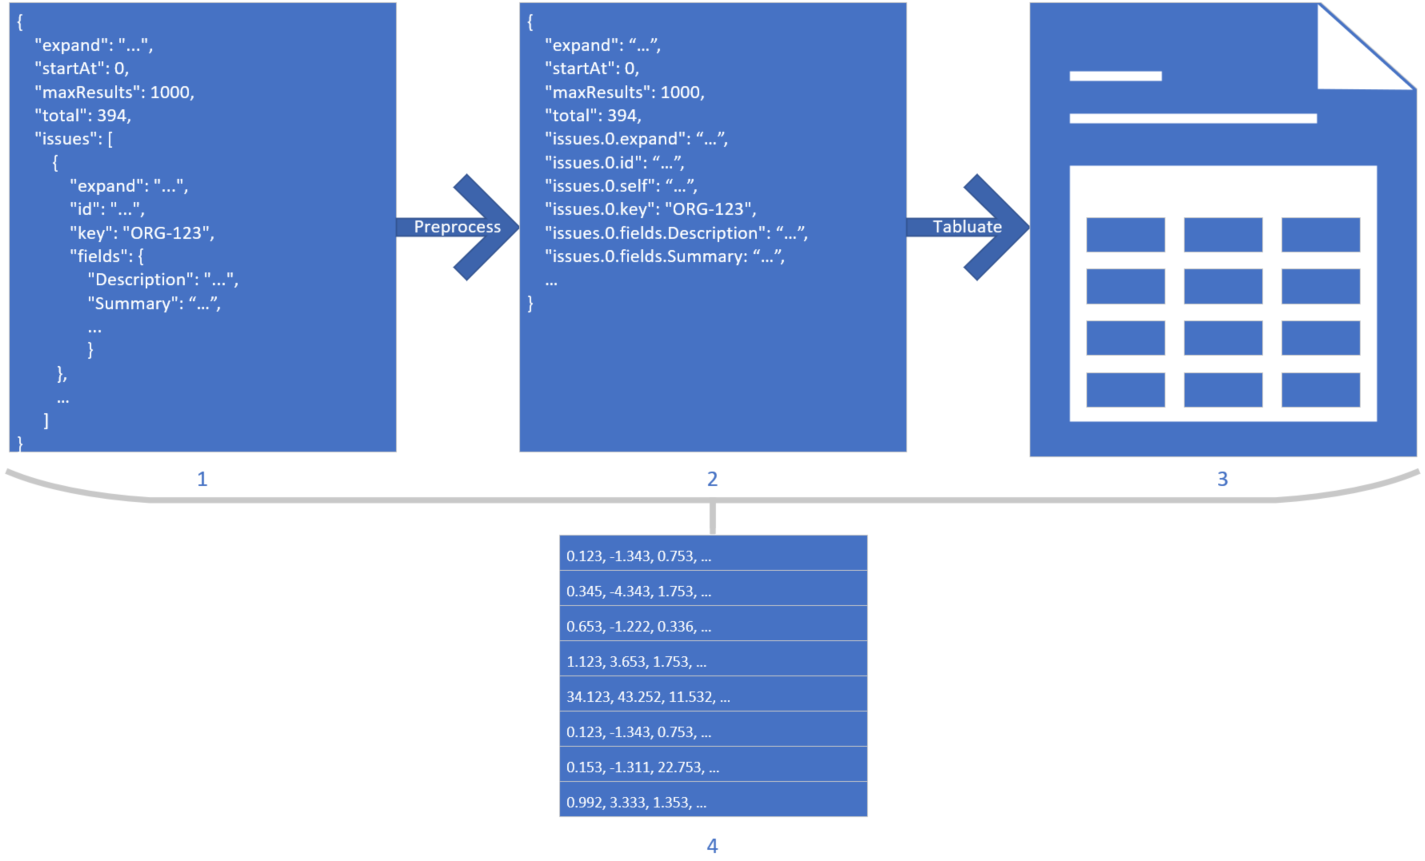 {
"expand": "...",
"startAt": 0,
"maxResults": 1000,
"total": 394,
"issues": [
{
"expand": "...",
"id": "...",
"key": "ORG-123",
"fields": {
"Description": "...",
"Summary": “...”,
...
}
},
...
]
}
1
Preprocess
{
"expand": “...”,
"startAt": 0,
"maxResults": 1000,
"total": 394,
"issues.0.expand": “...”,
"issues.0.id": “...”,
"issues.0.self": “...”,
"issues.0.key": "ORG-123",
"issues.0.fields.Description": “...”,
"issues.0.fields.Summary: “...”,
...
}
2
Tabluate
3
0.123, -1.343, 0.753, ...
0.345, -4.343, 1.753, ...
0.653, -1.222, 0.336, ...
1.123, 3.653, 1.753, ...
34.123, 43.252, 11.532, ...
0.123, -1.343, 0.753, ...
0.153, -1.311, 22.753, ...
0.992, 3.333, 1.353, ...
4